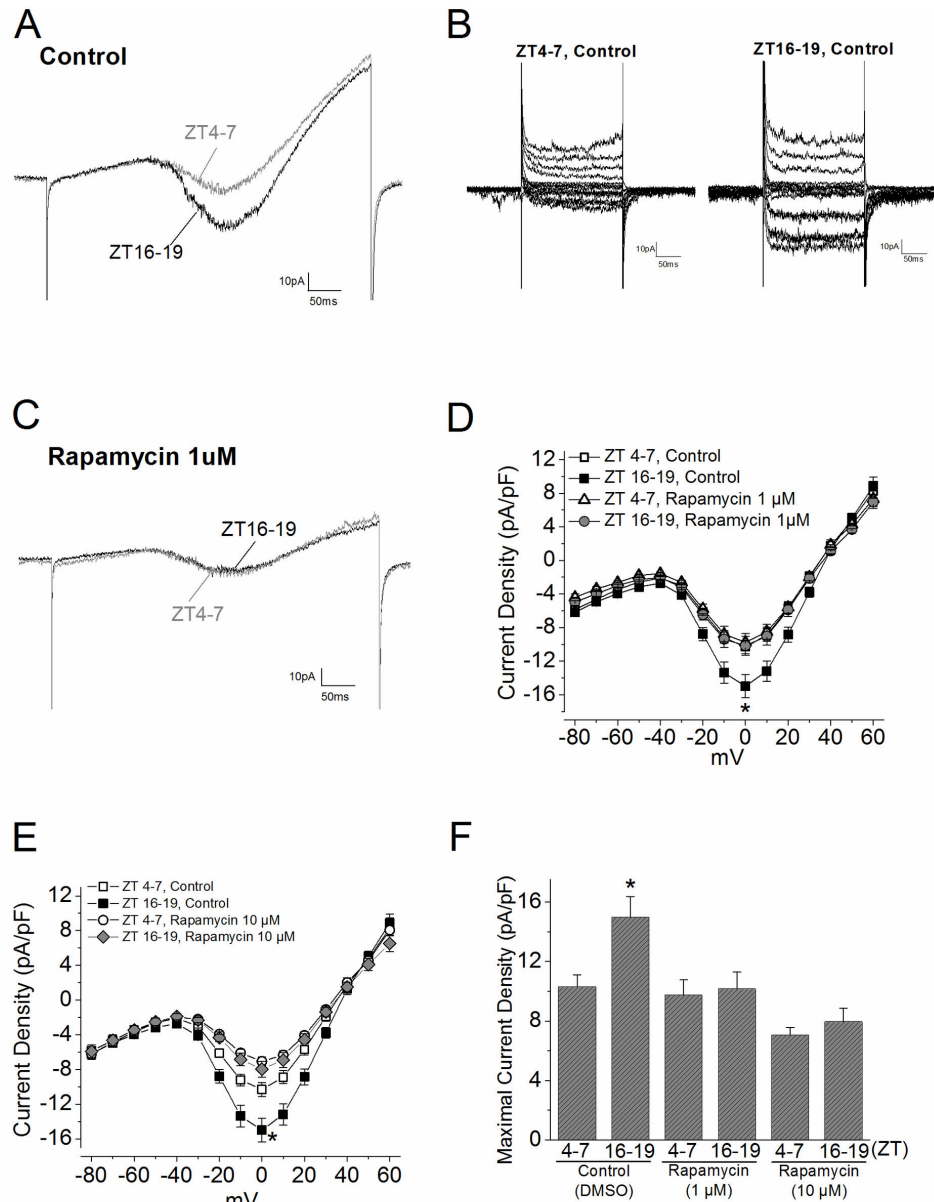 A
Control
ZT4-7
ZT16-19
10pA
50ms
B
ZT4-7, Control
ZT16-19, Control
10pA
50ms
10pA
50ms
C
Rapamycin 1uM
ZT16-19
ZT4-7
10pA
50ms
D
ZT 4-7, Control
ZT 16-19, Control
ZT 4-7, Rapamycin 1 µM
ZT 16-19, Rapamycin 1µM
Current Density (pA/pF)
12
8
4
0
-4
-8
-12
-16
*
-80 -60 -40 -20 0 20 40 60
mV
E
ZT 4-7, Control
ZT 16-19, Control
ZT 4-7, Rapamycin 10 µM
ZT 16-19, Rapamycin 10 µM
Current Density (pA/pF)
12
8
4
0
-4
-8
-12
-16
*
-80 -60 -40 -20 0 20 40 60
mV
F
Maximal Current Density (pA/pF)
16
12
8
4
0
*
4-7 16-19 4-7 16-19 4-7 16-19 (ZT)
Control Rapamycin Rapamycin
(DMSO) (1 µM) (10 µM)